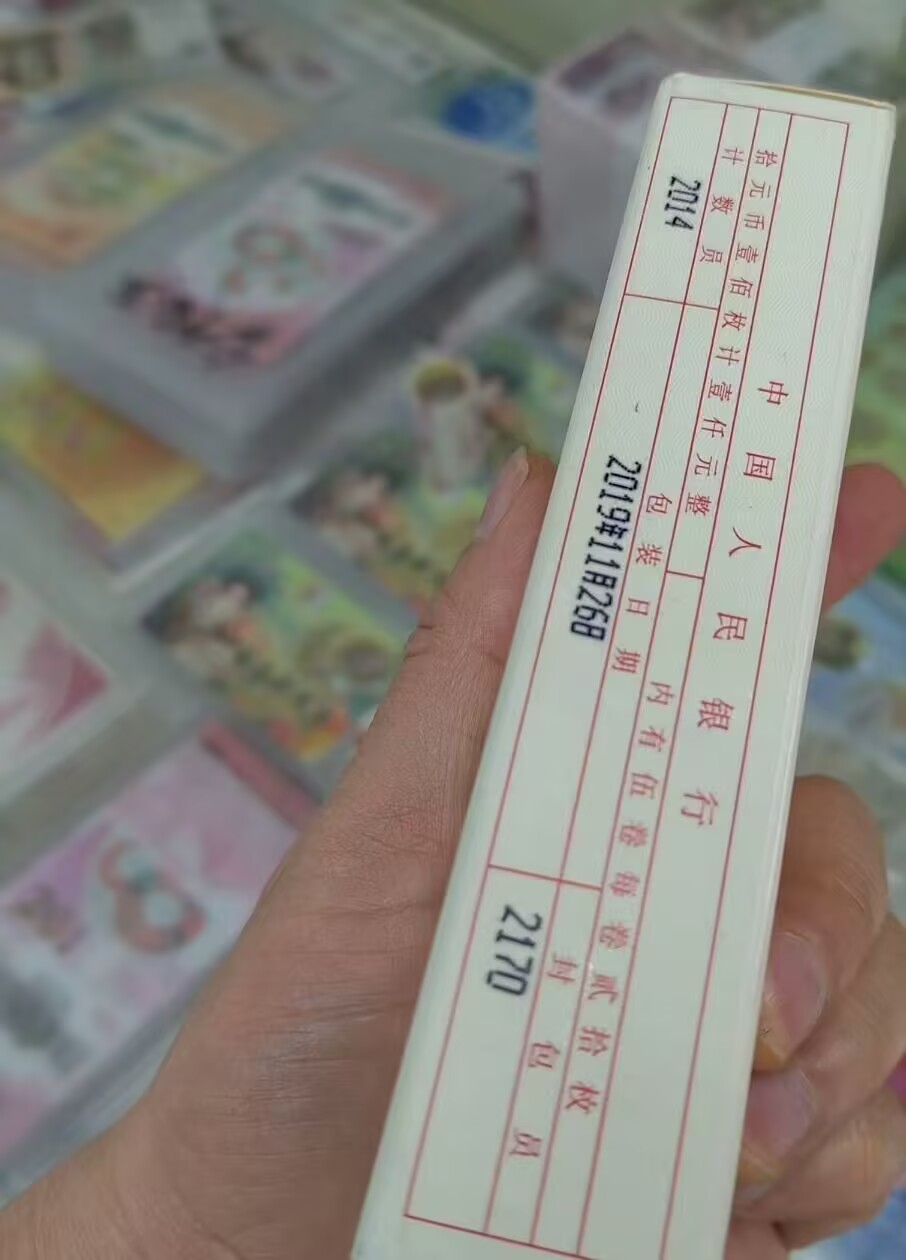 中国人民银行
拾元币壹佰枚计壹仟元整
内有伍卷每卷贰拾枚
计数员
包装日期
封包员
2014
2019年11月26日
2170